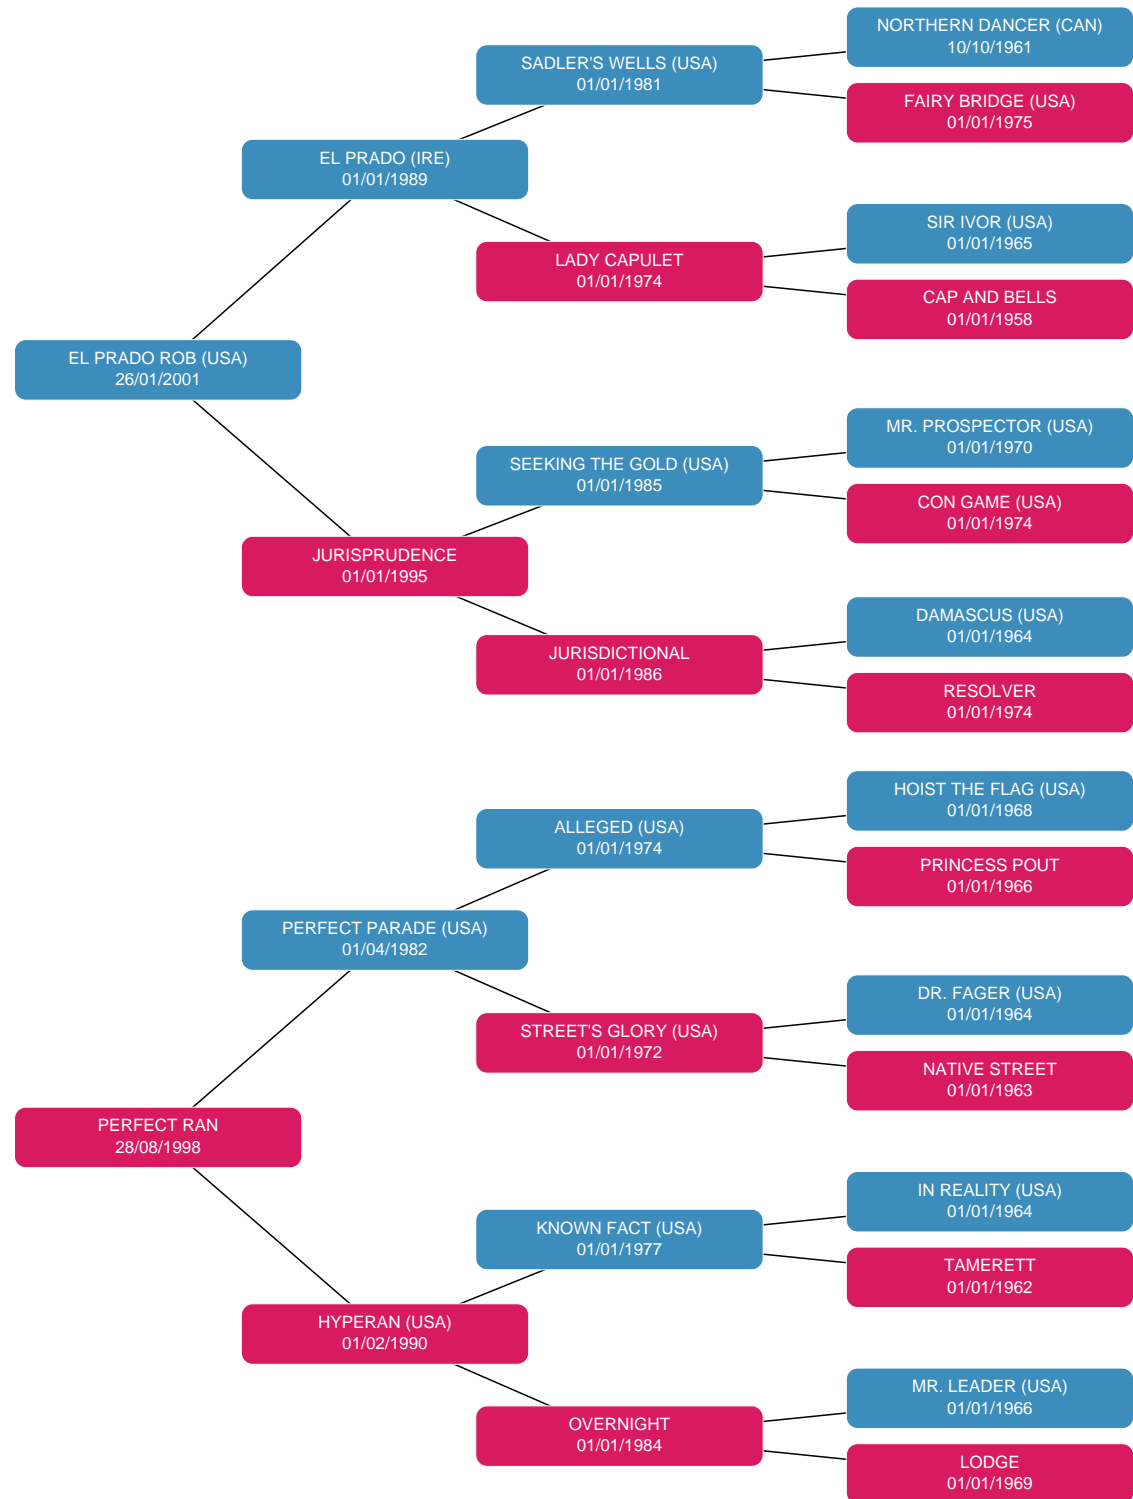 NORTHERN DANCER (CAN)
10/10/1961
SADLER'S WELLS (USA)
01/01/1981
FAIRY BRIDGE (USA)
01/01/1975
EL PRADO (IRE)
01/01/1989
SIR IVOR (USA)
01/01/1965
LADY CAPULET
01/01/1974
CAP AND BELLS
01/01/1958
EL PRADO ROB (USA)
26/01/2001
MR. PROSPECTOR (USA)
01/01/1970
SEEKING THE GOLD (USA)
01/01/1985
CON GAME (USA)
01/01/1974
JURISPRUDENCE
01/01/1995
DAMASCUS (USA)
01/01/1964
JURISDICTIONAL
01/01/1986
RESOLVER
01/01/1974
HOIST THE FLAG (USA)
01/01/1968
ALLEGED (USA)
01/01/1974
PRINCESS POUT
01/01/1966
PERFECT PARADE (USA)
01/04/1982
DR. FAGER (USA)
01/01/1964
STREET'S GLORY (USA)
01/01/1972
NATIVE STREET
01/01/1963
PERFECT RAN
28/08/1998
IN REALITY (USA)
01/01/1964
KNOWN FACT (USA)
01/01/1977
TAMERETT
01/01/1962
HYPERAN (USA)
01/02/1990
MR. LEADER (USA)
01/01/1966
OVERNIGHT
01/01/1984
LODGE
01/01/1969